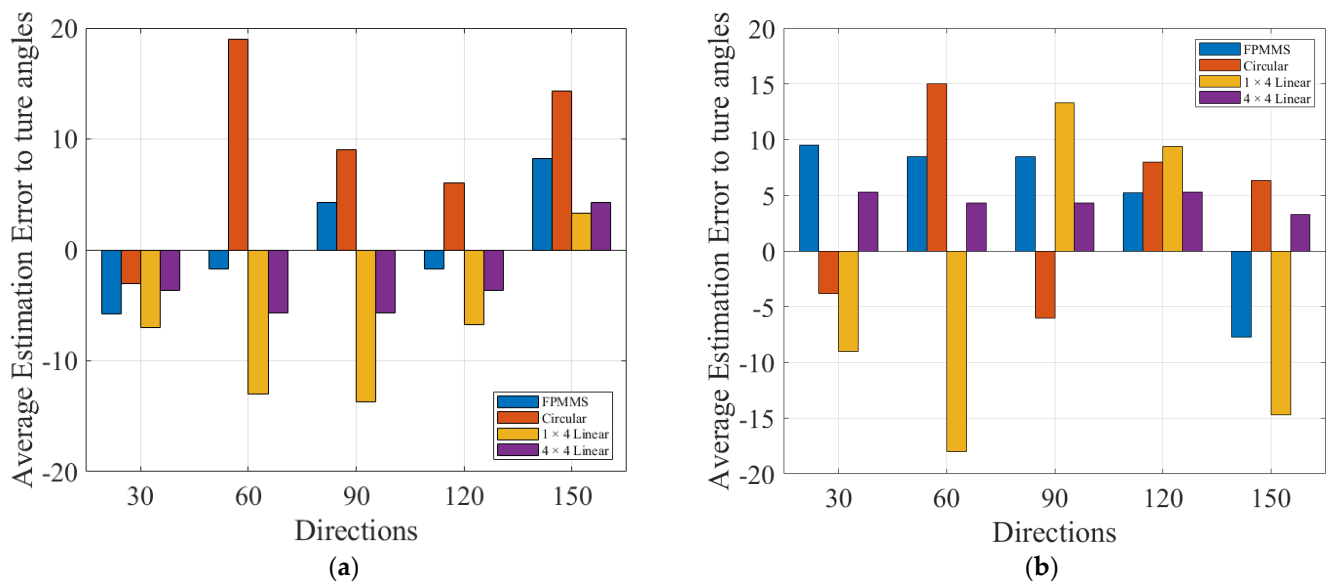 Average Estimation Error to ture angles
20
10
0
-10
-20
30 60 90 120 150
Directions
FPMMS
Circular
1 × 4 Linear
4 × 4 Linear
(a)
Average Estimation Error to ture angles
20
15
10
5
0
-5
-10
-15
-20
30 60 90 120 150
Directions
FPMMS
Circular
1 × 4 Linear
4 × 4 Linear
(b)